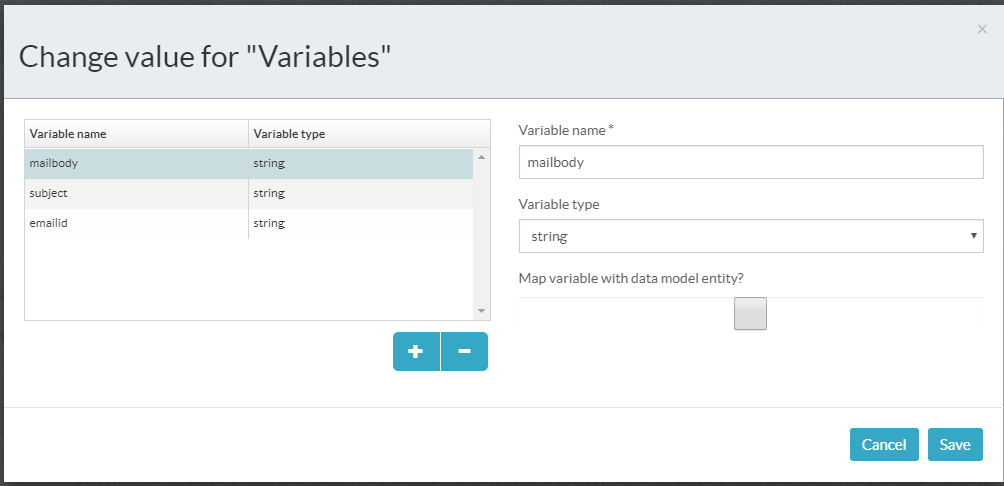 ×
Change value for "Variables"
Variable name Variable type
mailbody string
subject string
emailid string
Variable name *
mailbody
Variable type
string
Map variable with data model entity?
Cancel Save